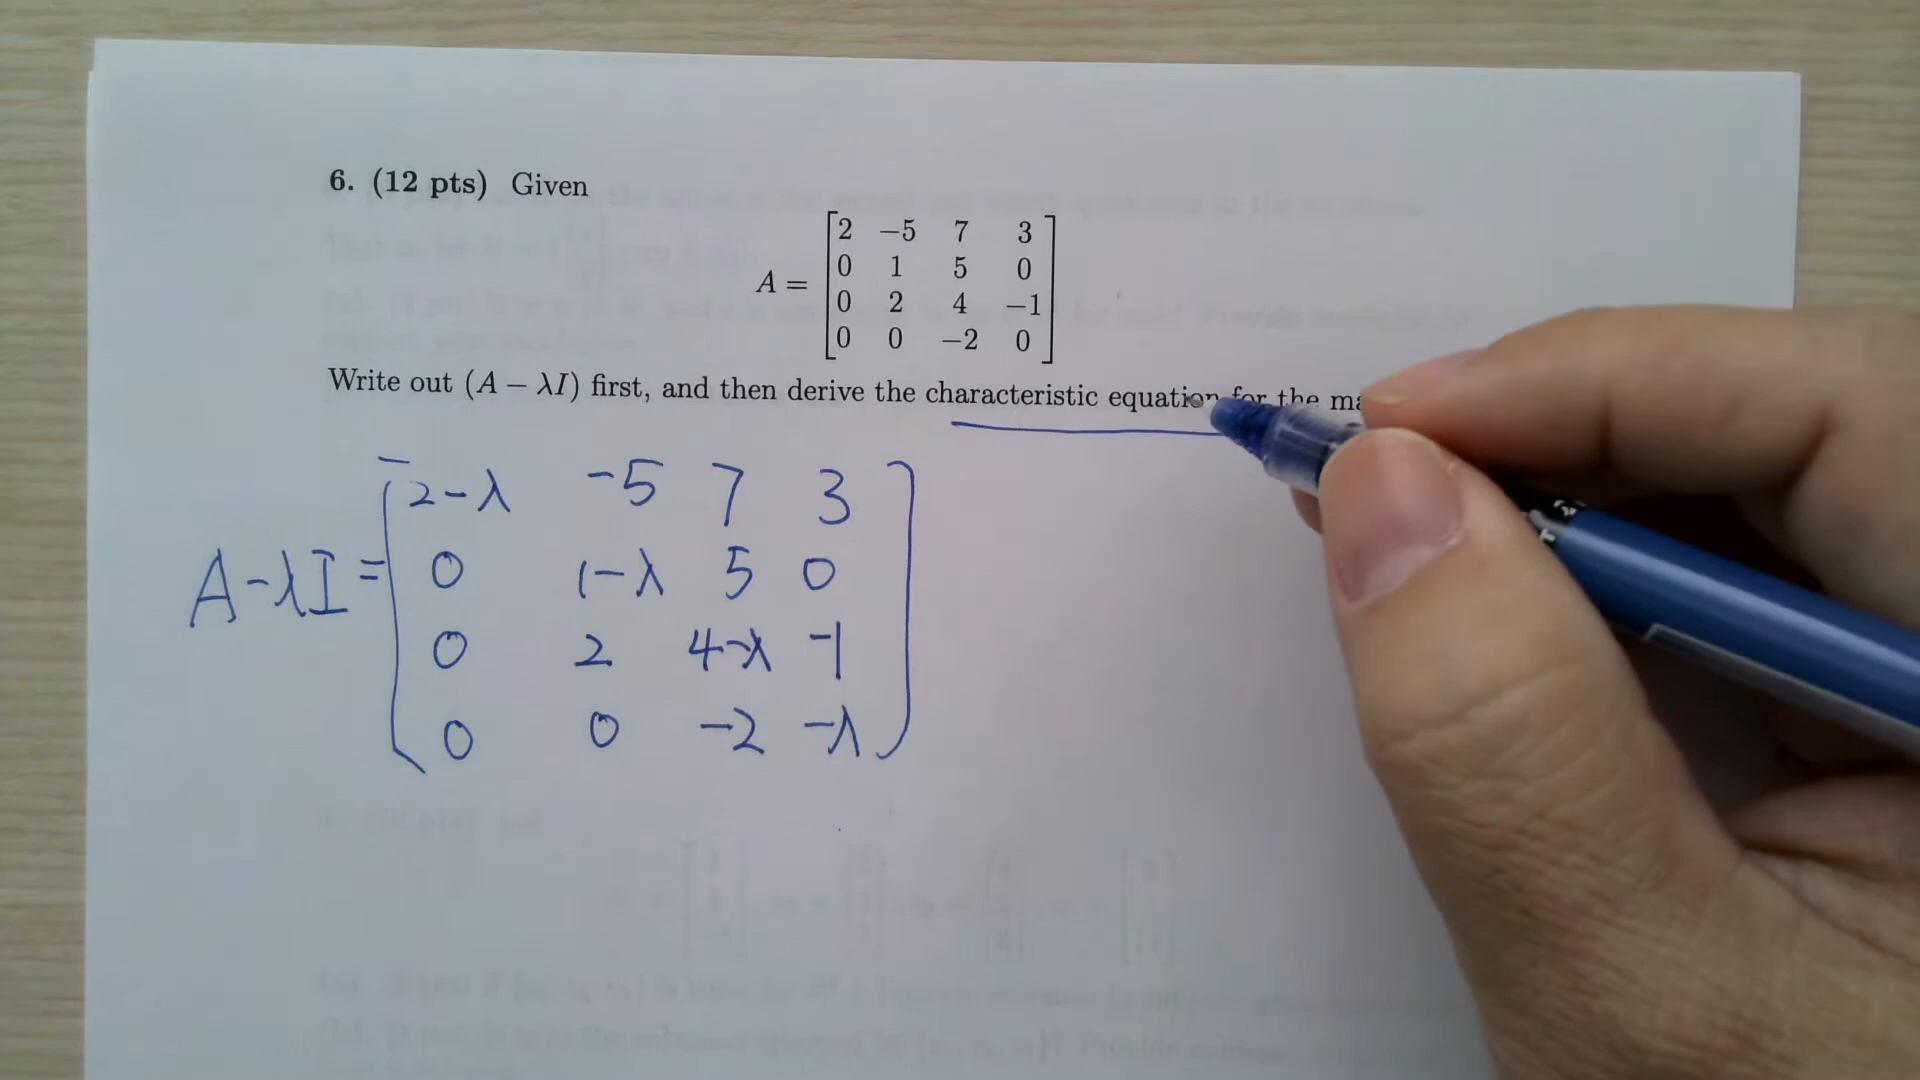 6. (12 pts) Given
A = [2 −5 7 3
0 1 5 0
0 2 4 −1
0 0 −2 0]
Write out (A − λI) first, and then derive the characteristic equation for the
A-λI = [2-λ -5 7 3
0 1-λ 5 0
0 2 4-λ -1
0 0 -2 -λ]